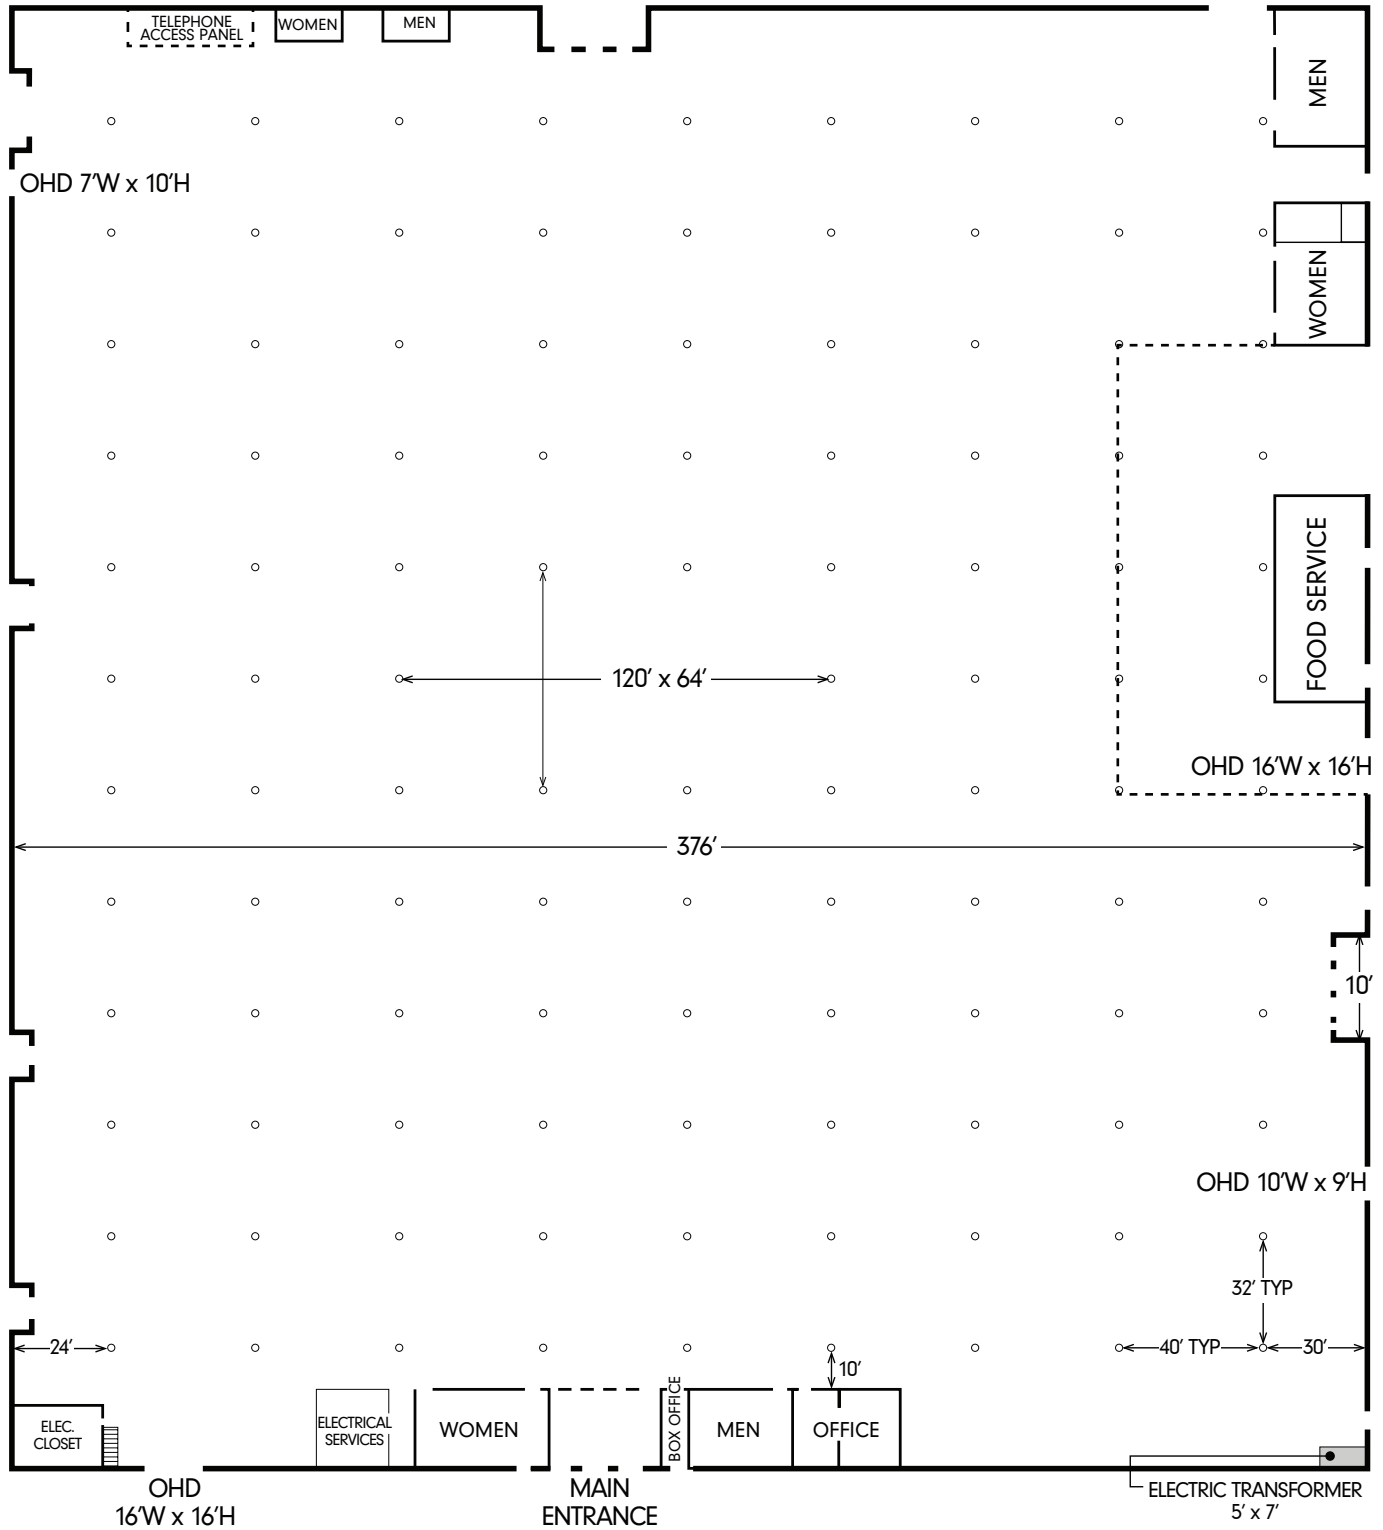 TELEPHONE
ACCESS PANEL
WOMEN
MEN
MEN
OHD 7'W x 10'H
WOMEN
FOOD SERVICE
120' x 64'
OHD 16'W x 16'H
376'
10'
OHD 10'W x 9'H
32' TYP
24'
40' TYP
30'
10'
ELEC.
CLOSET
ELECTRICAL
SERVICES
WOMEN
BOX OFFICE
MEN
OFFICE
OHD
16'W x 16'H
MAIN
ENTRANCE
ELECTRIC TRANSFORMER
5' x 7'